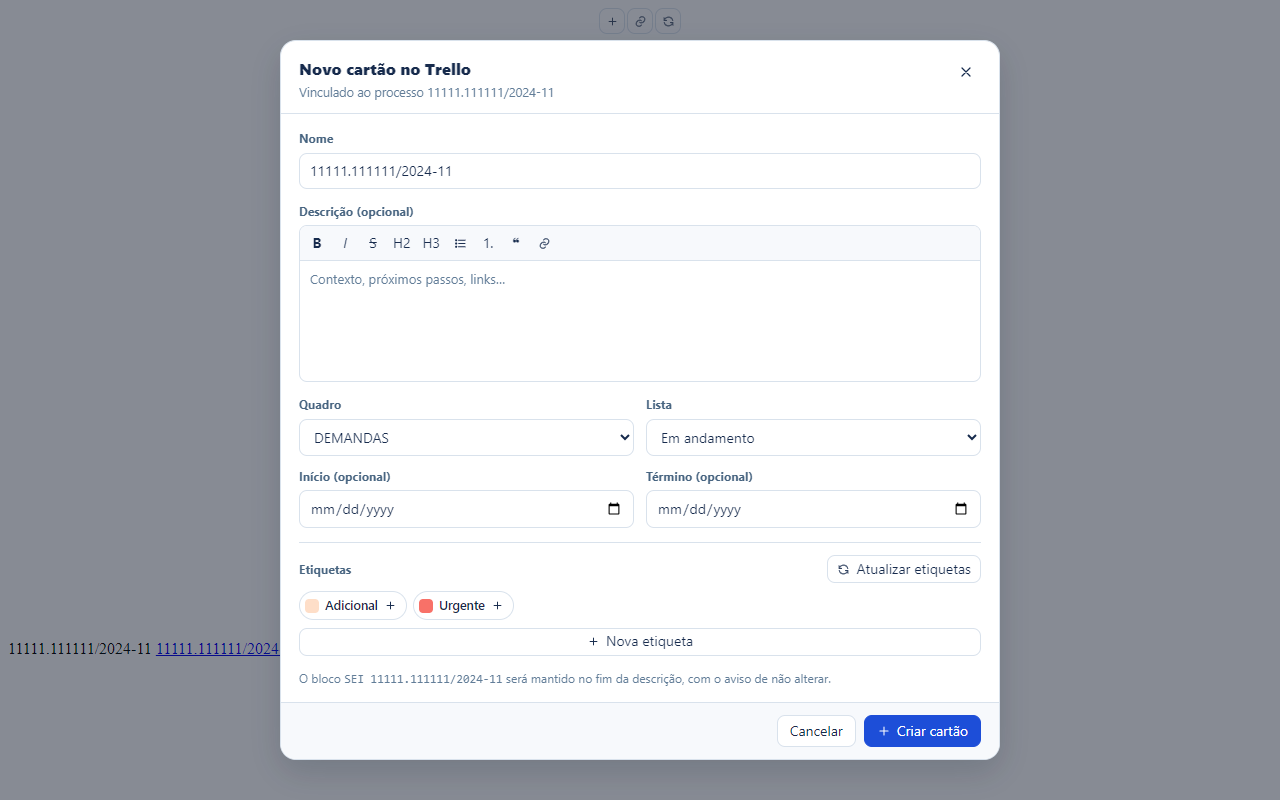 Novo cartão no Trello
Vinculado ao processo 11111.111111/2024-11
Nome
11111.111111/2024-11
Descrição (opcional)
B I S H2 H3 1. ❝
Contexto, próximos passos, links...
Quadro Lista
DEMANDAS Em andamento
Início (opcional) Término (opcional)
mm/dd/yyyy mm/dd/yyyy
Etiquetas Atualizar etiquetas
Adicional + Urgente +
+ Nova etiqueta
11111.111111/2024-11 11111.111111/2024
O bloco SEI 11111.111111/2024-11 será mantido no fim da descrição, com o aviso de não alterar.
Cancelar + Criar cartão